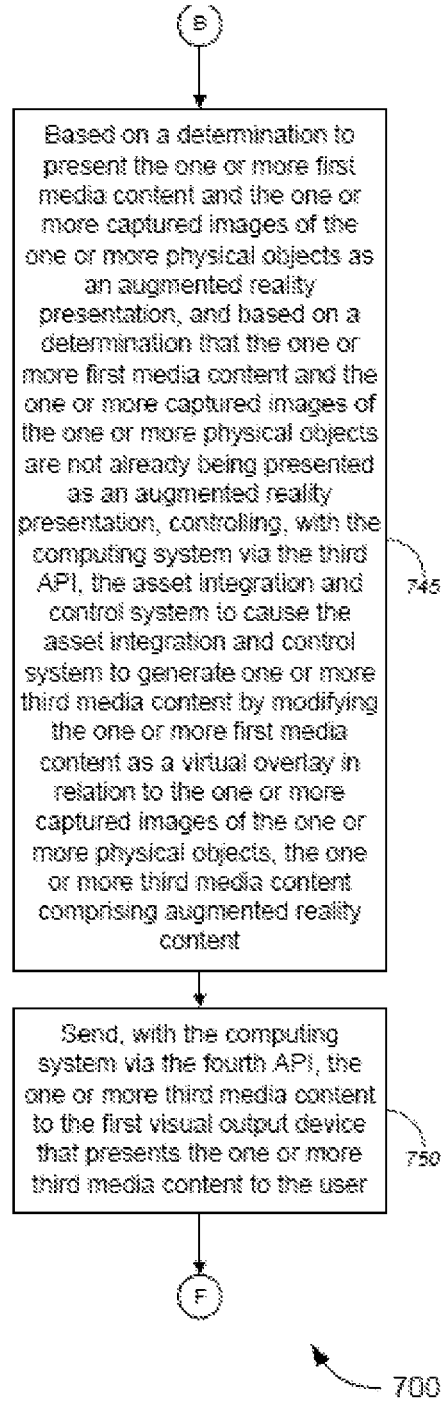 B
Based on a determination to
present the one or more first
media content and the one or
more captured images of the
one or more physical objects as
an augmented reality
presentation, and based on a
determination that the one or
more first media content and the
one or more captured images of
the one or more physical objects
are not already being presented
as an augmented reality
presentation, controlling, with the
computing system via the third
API, the asset integration and
control system to cause the
asset integration and control
system to generate one or more
third media content by modifying
the one or more first media
content as a virtual overlay in
relation to the one or more
captured images of the one or
more physical objects, the one
or more third media content
comprising augmented reality
content
745
Send, with the computing
system via the fourth API, the
one or more third media content
to the first visual output device
that presents the one or more
third media content to the user
750
F
700